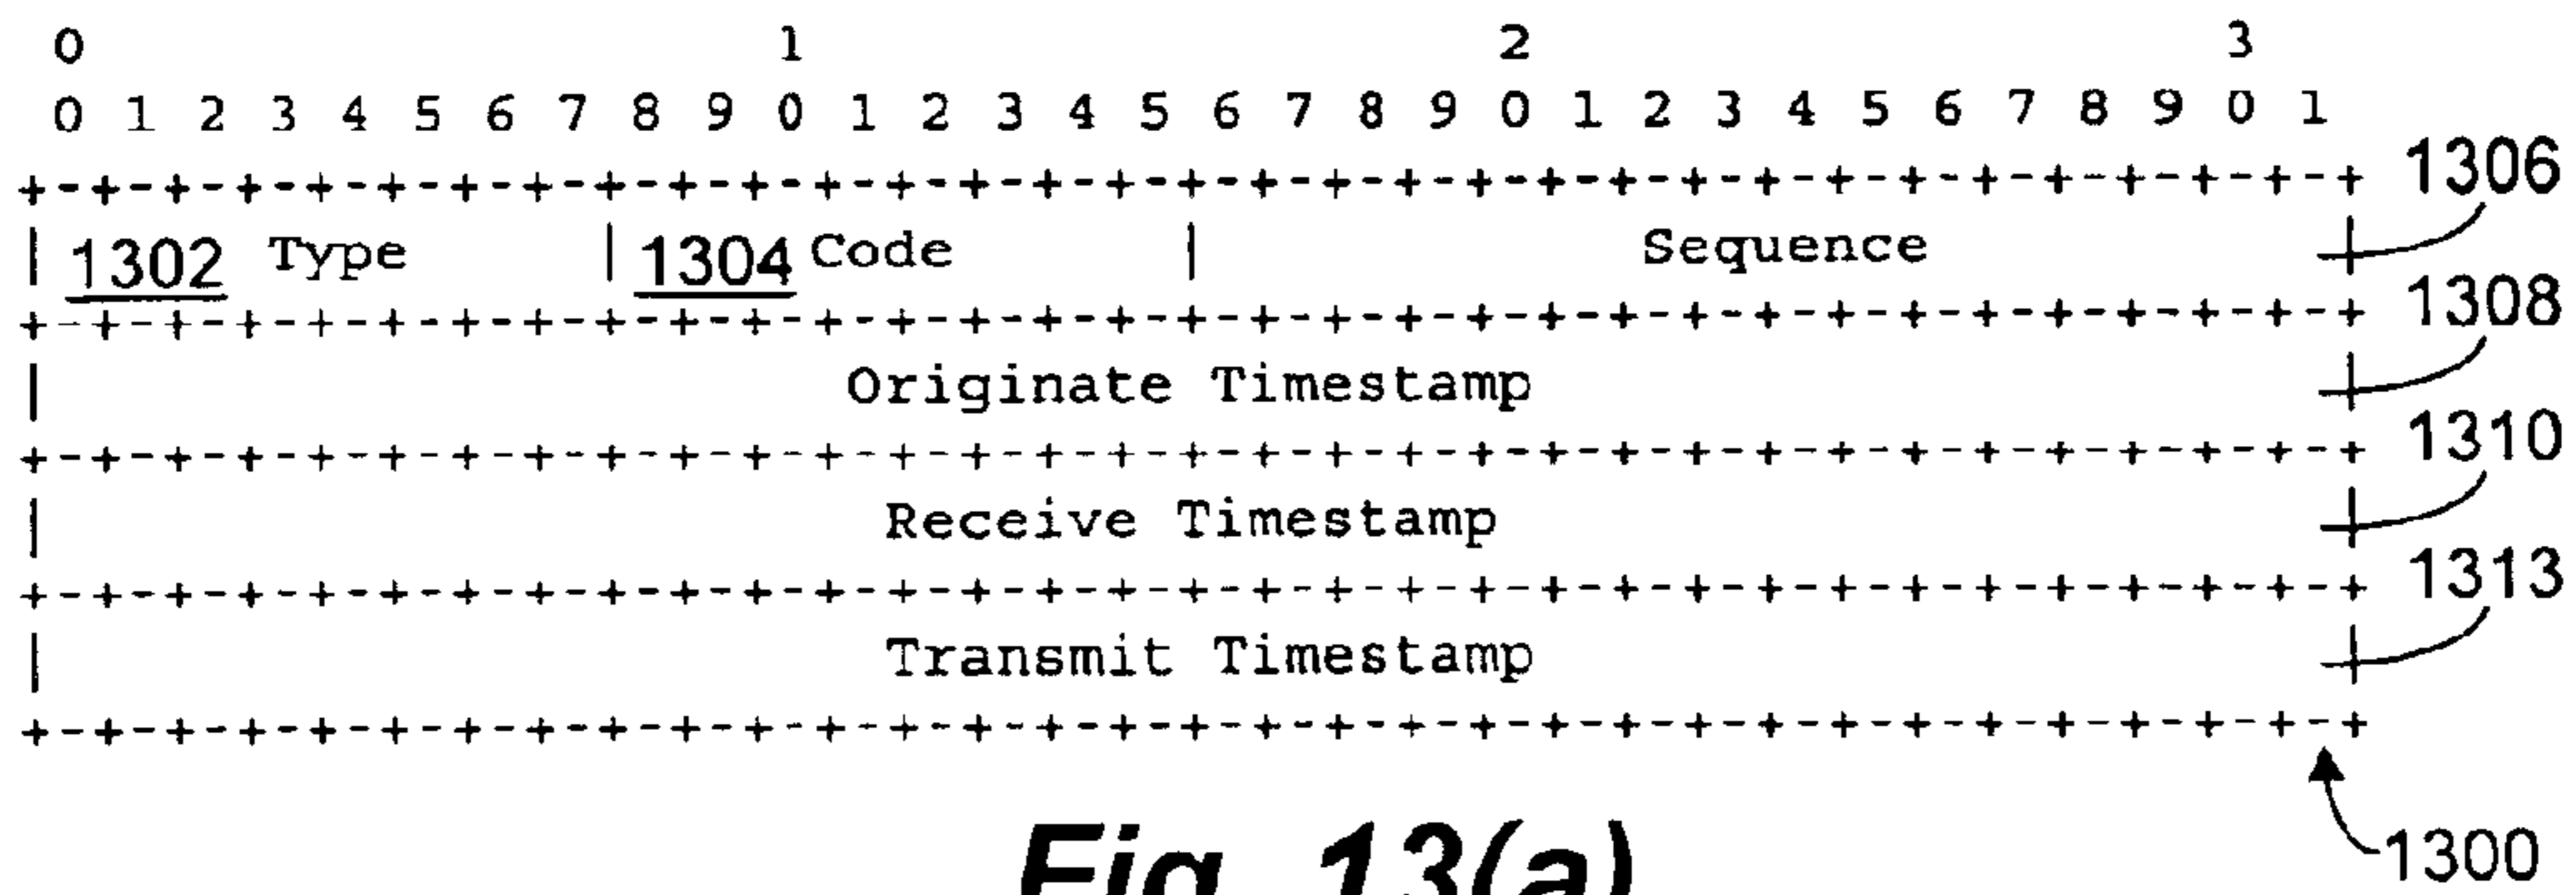 0 1 2 3
0 1 2 3 4 5 6 7 8 9 0 1 2 3 4 5 6 7 8 9 0 1 2 3 4 5 6 7 8 9 0 1
+-+-+-+-+-+-+-+-+-+-+-+-+-+-+-+-+-+-+-+-+-+-+-+-+-+-+-+-+-+-+-+-+ 1306
| 1302 Type | 1304 Code | Sequence |
+-+-+-+-+-+-+-+-+-+-+-+-+-+-+-+-+-+-+-+-+-+-+-+-+-+-+-+-+-+-+-+-+ 1308
| Originate Timestamp |
+-+-+-+-+-+-+-+-+-+-+-+-+-+-+-+-+-+-+-+-+-+-+-+-+-+-+-+-+-+-+-+-+ 1310
| Receive Timestamp |
+-+-+-+-+-+-+-+-+-+-+-+-+-+-+-+-+-+-+-+-+-+-+-+-+-+-+-+-+-+-+-+-+ 1313
| Transmit Timestamp |
+-+-+-+-+-+-+-+-+-+-+-+-+-+-+-+-+-+-+-+-+-+-+-+-+-+-+-+-+-+-+-+-+
1300
Fig. 13(a)